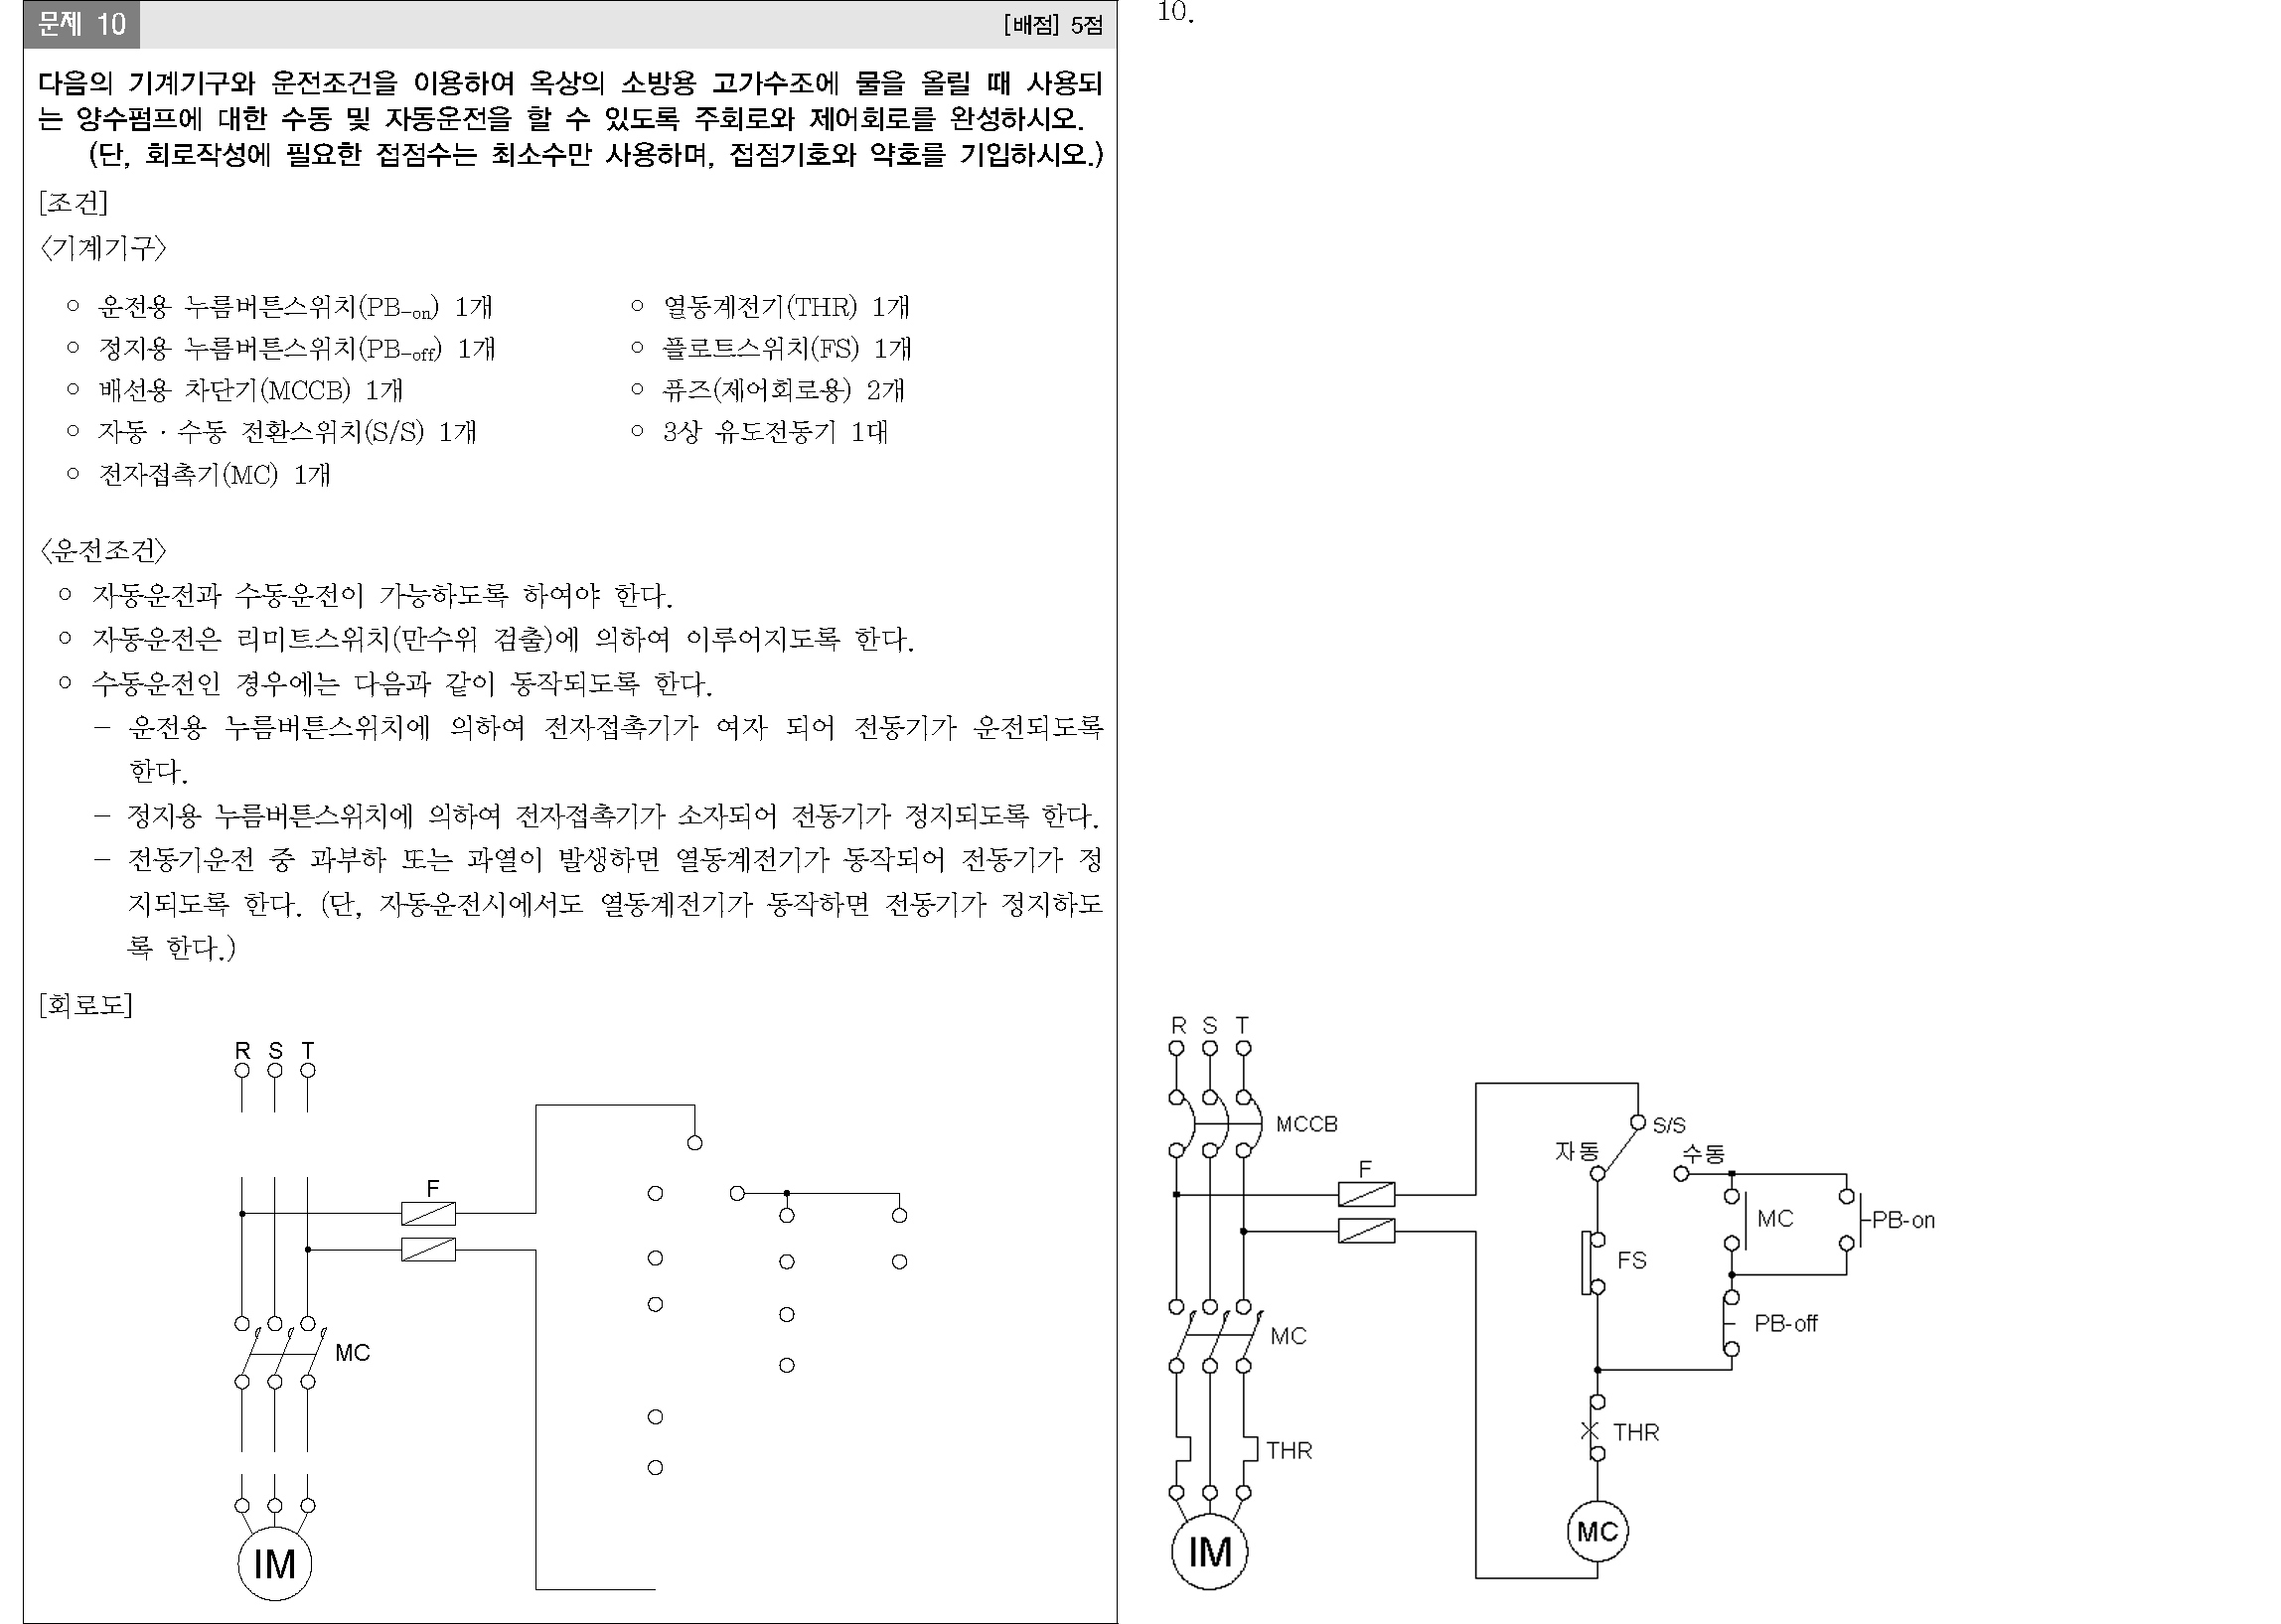 문제 10
[배점] 5점
다음의 기계기구와 운전조건을 이용하여 옥상의 소방용 고가수조에 물을 올릴 때 사용되
는 양수펌프에 대한 수동 및 자동운전을 할 수 있도록 주회로와 제어회로를 완성하시오.
(단, 회로작성에 필요한 접점수는 최소수만 사용하며, 접점기호와 약호를 기입하시오.)
[조건]
〈기계기구〉
○ 운전용 누름버튼스위치(PB-on) 1개
○ 정지용 누름버튼스위치(PB-off) 1개
○ 배선용 차단기(MCCB) 1개
○ 자동 · 수동 전환스위치(S/S) 1개
○ 전자접촉기(MC) 1개
○ 열동계전기(THR) 1개
○ 플로트스위치(FS) 1개
○ 퓨즈(제어회로용) 2개
○ 3상 유도전동기 1대
〈운전조건〉
○ 자동운전과 수동운전이 가능하도록 하여야 한다.
○ 자동운전은 리미트스위치(만수위 검출)에 의하여 이루어지도록 한다.
○ 수동운전인 경우에는 다음과 같이 동작되도록 한다.
- 운전용 누름버튼스위치에 의하여 전자접촉기가 여자 되어 전동기가 운전되도록
한다.
- 정지용 누름버튼스위치에 의하여 전자접촉기가 소자되어 전동기가 정지되도록 한다.
- 전동기운전 중 과부하 또는 과열이 발생하면 열동계전기가 동작되어 전동기가 정
지되도록 한다. (단, 자동운전시에서도 열동계전기가 동작하면 전동기가 정지하도
록 한다.)
[회로도]
R S T
F
MC
IM
10.
R S T
MCCB
S/S
자동
수동
F
MC
PB-on
FS
MC
PB-off
THR
THR
MC
IM